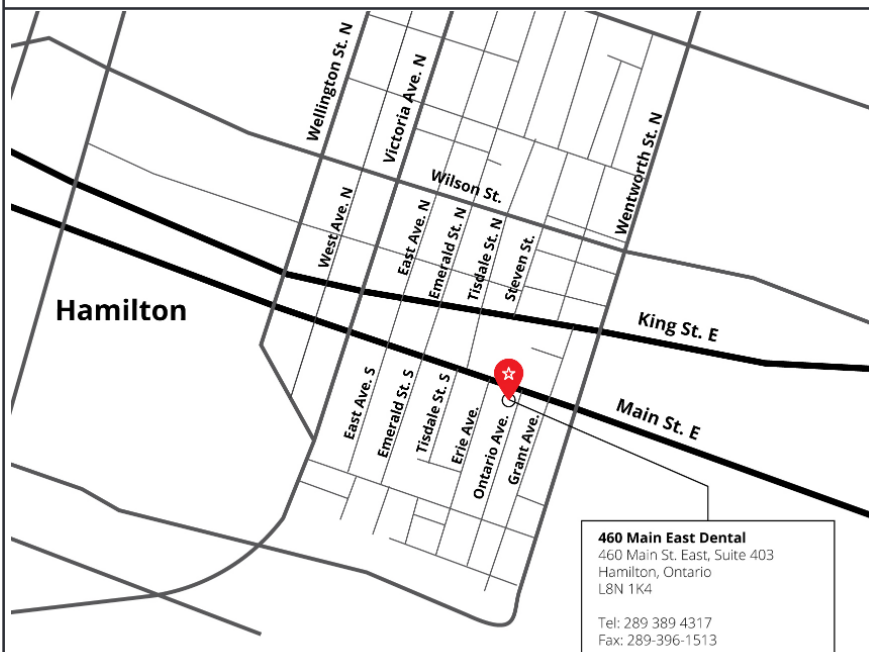 Wellington St. N
Victoria Ave. N
Wentworth St. N
Wilson St.
West Ave. N
East Ave. N
Emerald St. N
Tisdale St. N
Steven St.
Hamilton
King St. E
Main St. E
East Ave. S
Emerald St. S
Tisdale St. S
Erie Ave.
Ontario Ave.
Grant Ave.
460 Main East Dental
460 Main St. East, Suite 403
Hamilton, Ontario
L8N 1K4
Tel: 289 389 4317
Fax: 289-396-1513